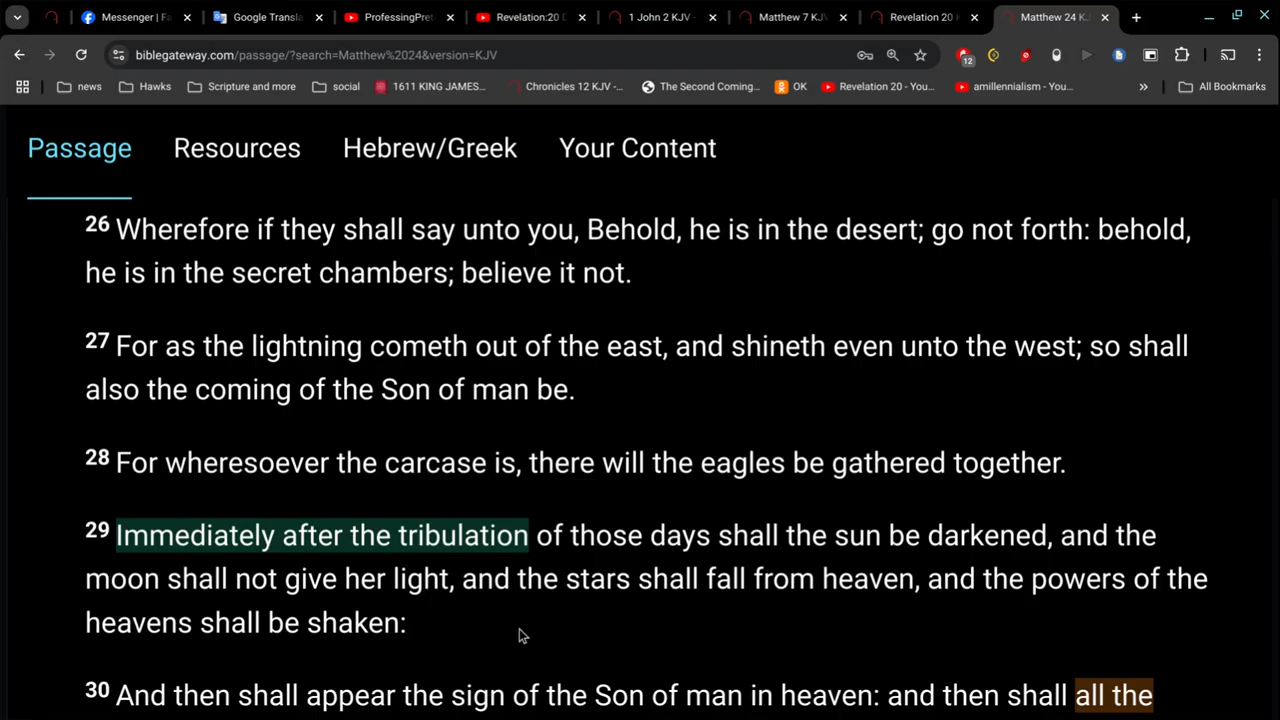 Messenger | Fa
Google Transla
ProfessingPret
Revelation:20 D
1 John 2 KJV -
Matthew 7 KJV
Revelation 20 K
Matthew 24 KJ
biblegateway.com/passage/?search=Matthew%2024&version=KJV
12
news
Hawks
Scripture and more
social
1611 KING JAMES...
Chronicles 12 KJV -...
The Second Coming...
OK
Revelation 20 - You...
amillennialism - You...
»
All Bookmarks
Passage Resources Hebrew/Greek Your Content
26 Wherefore if they shall say unto you, Behold, he is in the desert; go not forth: behold,
he is in the secret chambers; believe it not.
27 For as the lightning cometh out of the east, and shineth even unto the west; so shall
also the coming of the Son of man be.
28 For wheresoever the carcase is, there will the eagles be gathered together.
29 Immediately after the tribulation of those days shall the sun be darkened, and the
moon shall not give her light, and the stars shall fall from heaven, and the powers of the
heavens shall be shaken:
30 And then shall appear the sign of the Son of man in heaven: and then shall all the